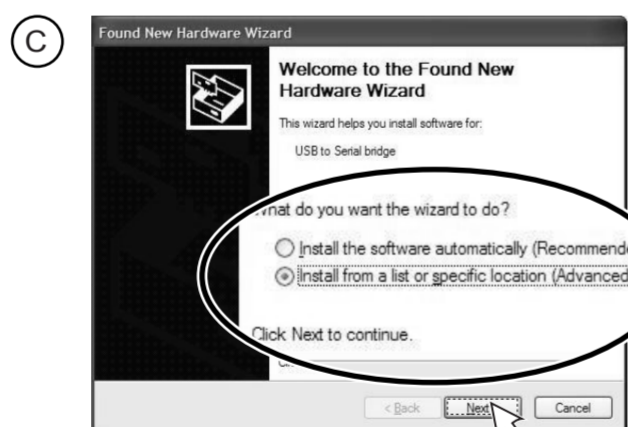 C
Found New Hardware Wizard
Welcome to the Found New
Hardware Wizard
This wizard helps you install software for:
USB to Serial bridge
What do you want the wizard to do?
Install the software automatically (Recommende
Install from a list or specific location (Advanced
Click Next to continue.
< Back
Next
Cancel